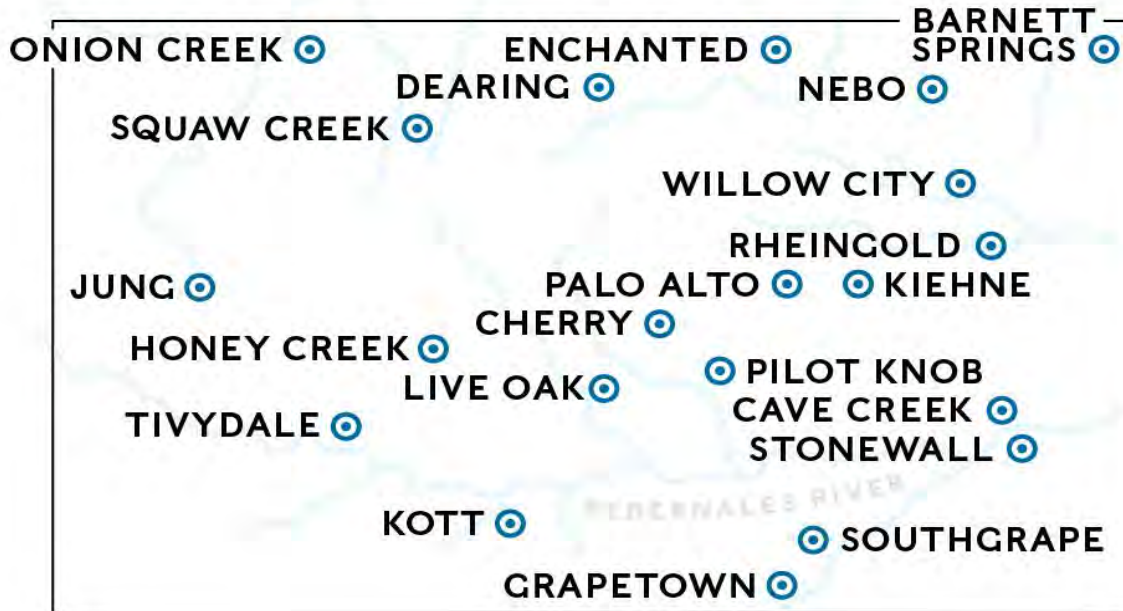 BARNETT
ONION CREEK
ENCHANTED
SPRINGS
DEARING
NEBO
SQUAW CREEK
WILLOW CITY
RHEINGOLD
JUNG
PALO ALTO
KIEHNE
CHERRY
HONEY CREEK
PILOT KNOB
LIVE OAK
CAVE CREEK
TIVYDALE
STONEWALL
PEDERNALES RIVER
KOTT
SOUTHGRAPE
GRAPETOWN